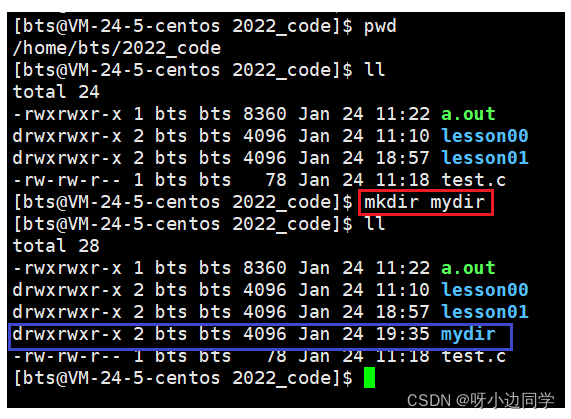 [bts@VM-24-5-centos 2022_code]$ pwd
/home/bts/2022_code
[bts@VM-24-5-centos 2022_code]$ ll
total 24
-rwxrwxr-x 1 bts bts 8360 Jan 24 11:22 a.out
drwxrwxr-x 2 bts bts 4096 Jan 24 11:10 lesson00
drwxrwxr-x 2 bts bts 4096 Jan 24 18:57 lesson01
-rw-rw-r-- 1 bts bts   78 Jan 24 11:18 test.c
[bts@VM-24-5-centos 2022_code]$ mkdir mydir
[bts@VM-24-5-centos 2022_code]$ ll
total 28
-rwxrwxr-x 1 bts bts 8360 Jan 24 11:22 a.out
drwxrwxr-x 2 bts bts 4096 Jan 24 11:10 lesson00
drwxrwxr-x 2 bts bts 4096 Jan 24 18:57 lesson01
drwxrwxr-x 2 bts bts 4096 Jan 24 19:35 mydir
-rw-rw-r-- 1 bts bts   78 Jan 24 11:18 test.c
[bts@VM-24-5-centos 2022_code]$
CSDN @呀小边同学